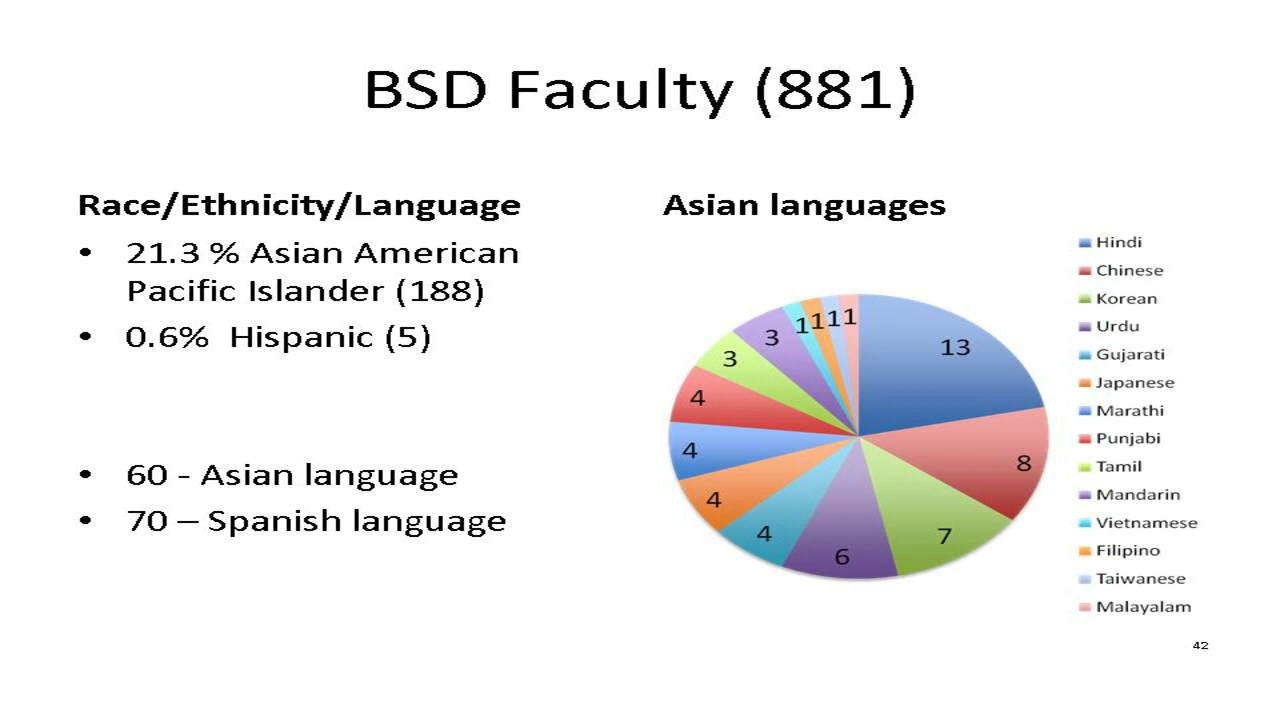 BSD Faculty (881)
Race/Ethnicity/Language
• 21.3 % Asian American
Pacific Islander (188)
• 0.6%  Hispanic (5)
• 60 - Asian language
• 70 – Spanish language
Asian languages
13
8
7
6
4
4
4
4
3
3
1
1
1
1
Hindi
Chinese
Korean
Urdu
Gujarati
Japanese
Marathi
Punjabi
Tamil
Mandarin
Vietnamese
Filipino
Taiwanese
Malayalam
42